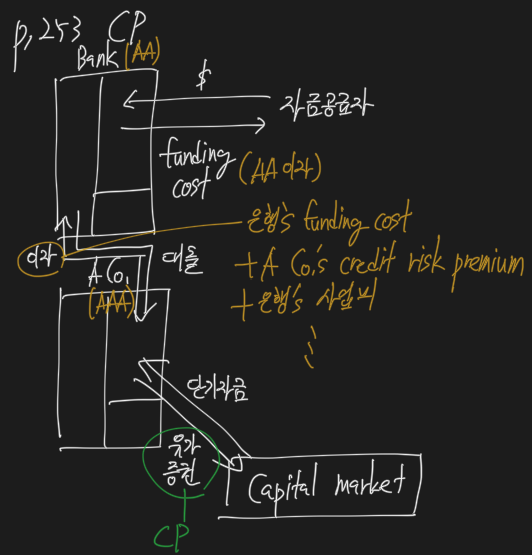 p, 253 CP
Bank (AA)
$
자금공급자
funding
cost
(AA 이자)
은행's funding cost
이자
대출
+ A Co.'s credit risk premium
A Co,
(AAA)
+ 은행's 사업비
단기자금
유가
증권
Capital market
CP